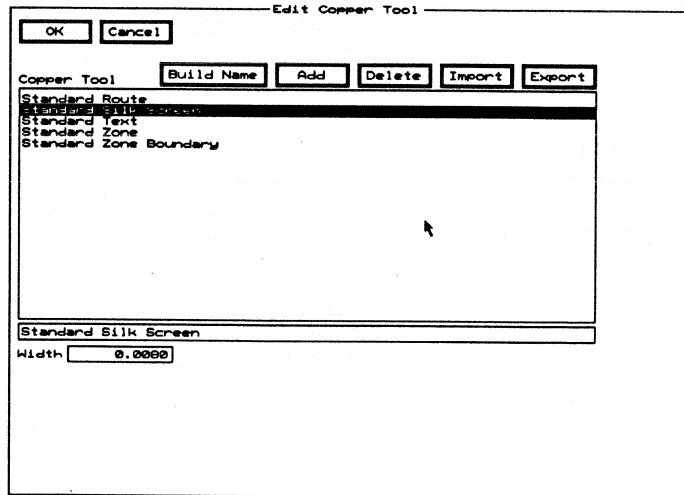 Edit Copper Tool
OK Cancel
Copper Tool Build Name Add Delete Import Export
Standard Route
Standard Silk Screen
Standard Text
Standard Zone
Standard Zone Boundary
Standard Silk Screen
Width 0.0080